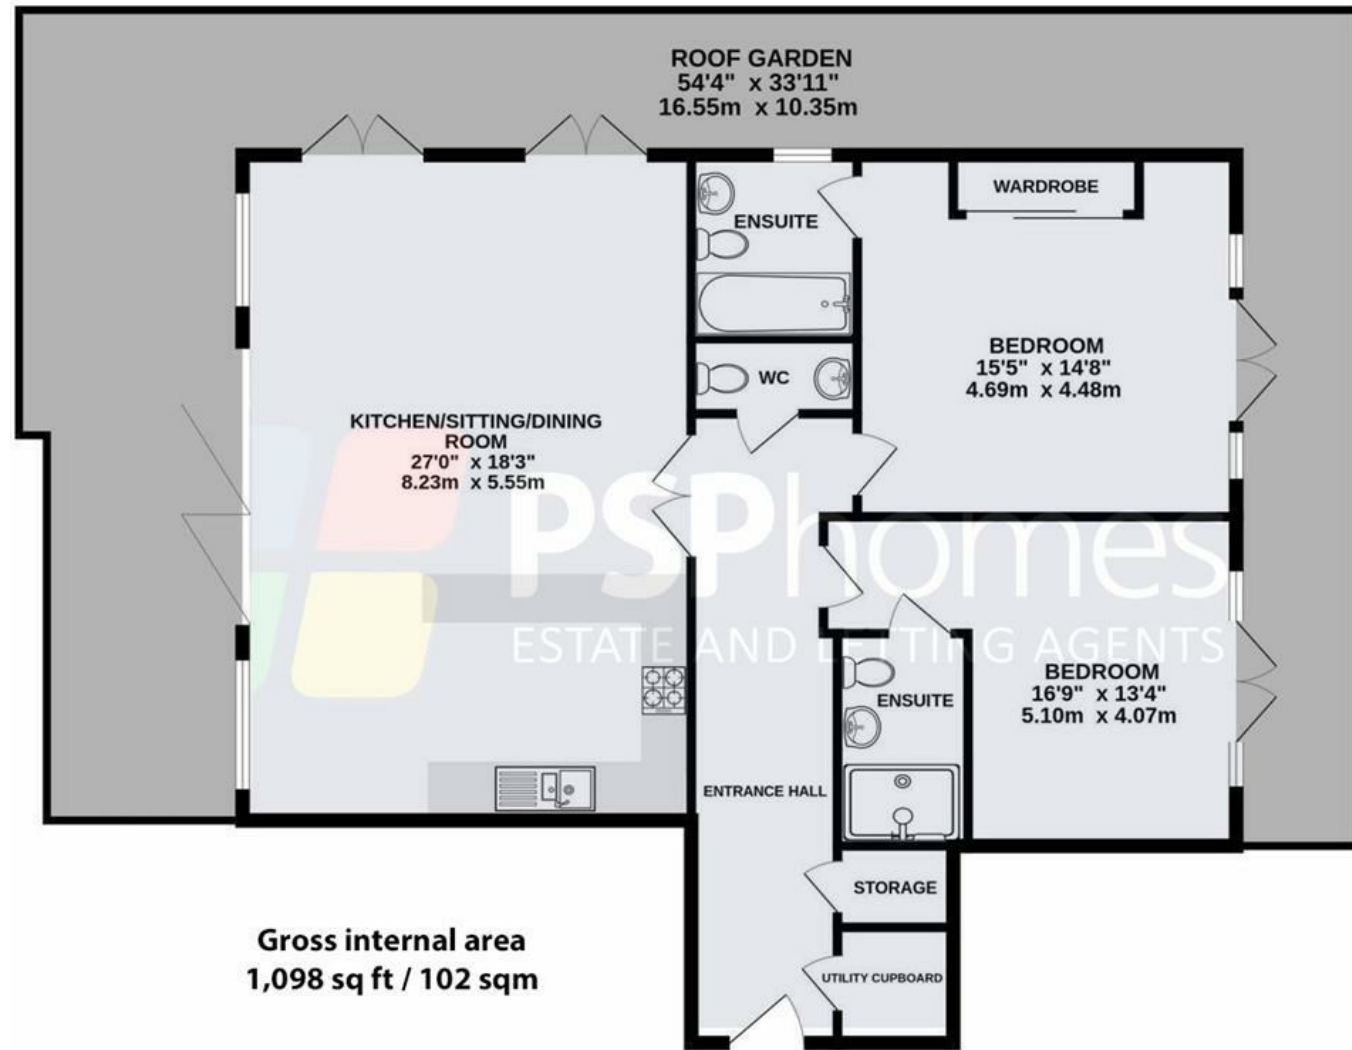 ROOF GARDEN
54'4" x 33'11"
16.55m x 10.35m
WARDROBE
ENSUITE
BEDROOM
15'5" x 14'8"
4.69m x 4.48m
WC
KITCHEN/SITTING/DINING
ROOM
27'0" x 18'3"
8.23m x 5.55m
PSPhomes
ESTATE AND LETTING AGENTS
BEDROOM
16'9" x 13'4"
5.10m x 4.07m
ENSUITE
ENTRANCE HALL
STORAGE
UTILITY CUPBOARD
Gross internal area
1,098 sq ft / 102 sqm